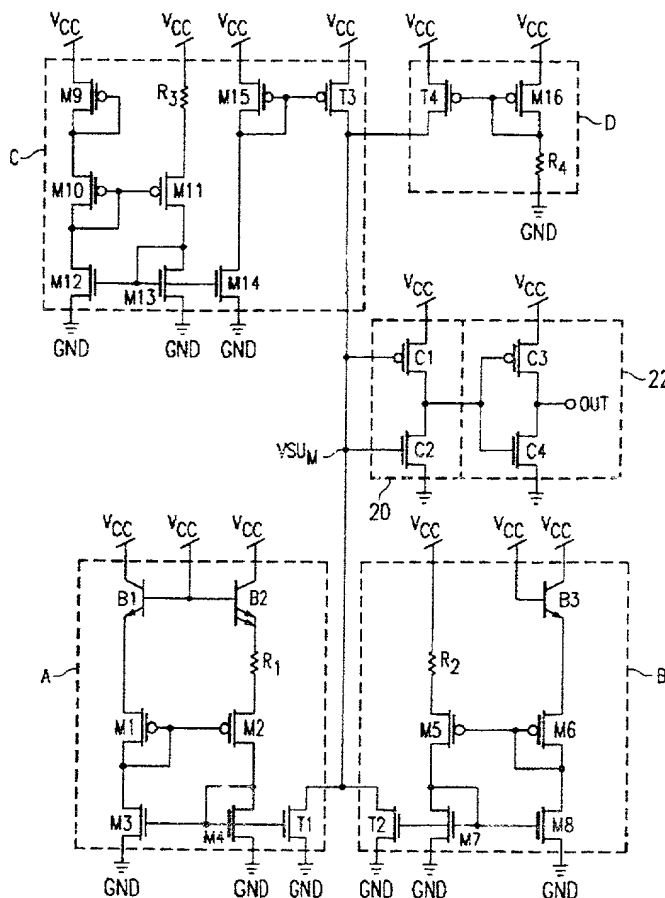 VCC VCC VCC VCC VCC VCC
M9 R3 M15 T3 T4 M16 D
C R4
M10 M11
GND
M12 M13 M14
VCC VCC
GND GND GND
C1 C3
22
OUT
VSUM C2 C4
20
VCC VCC VCC VCC VCC VCC
B1 B2 B3
A R1 R2 B
M1 M2 M5 M6
M3 M4 T1 T2 M7 M8
GND GND GND GND GND GND